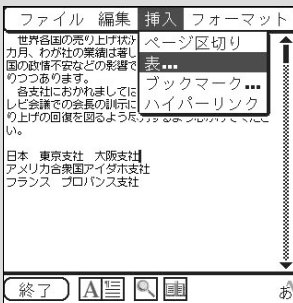 ファイル 編集 挿入 フォーマット
世界各国の売り上げ状況
カ月、わが社の業績は著し
国の政情不安などの影響で
りつつあります。
各支社におかれましては
レビ会議での会長の訓示に
り上げの回復を図るよう
い。
ページ区切り
表...
ブックマーク...
ハイパーリンク
日本 東京支社 大阪支社
アメリカ合衆国アイダホ支社
フランス プロバンス支社
終了 A あ